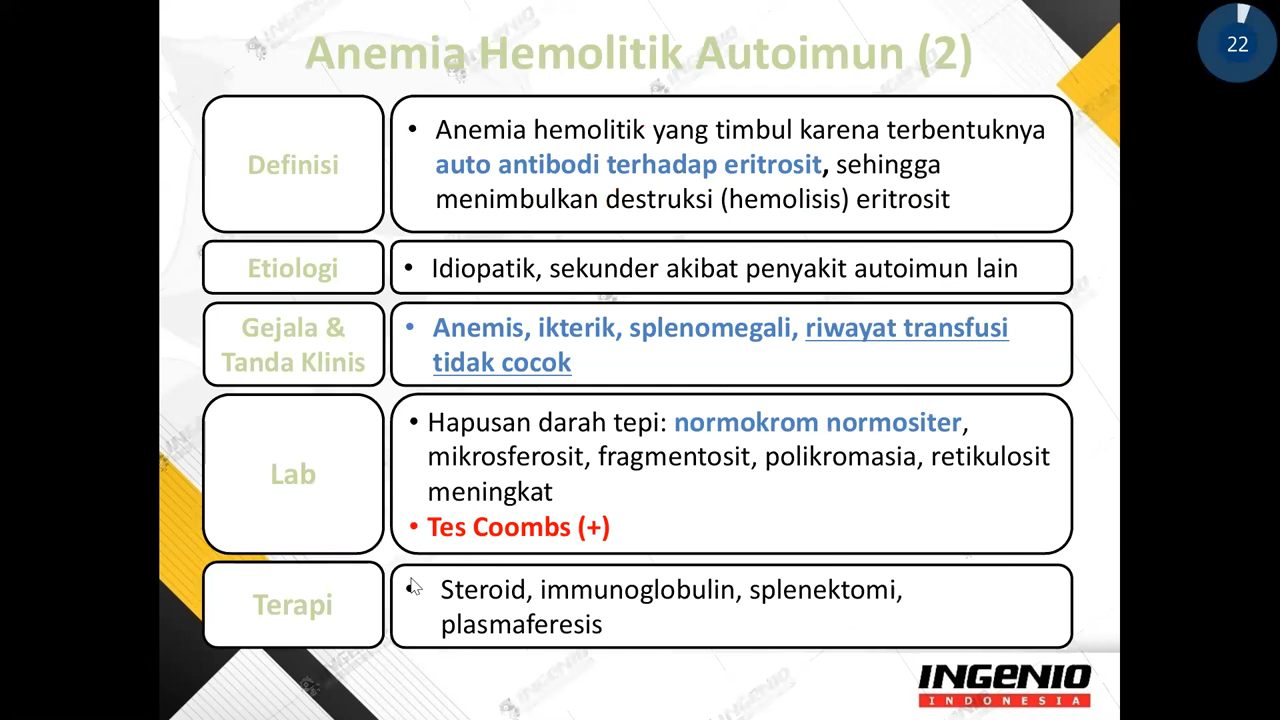 22
Anemia Hemolitik Autoimun (2)
Definisi
• Anemia hemolitik yang timbul karena terbentuknya
auto antibodi terhadap eritrosit, sehingga
menimbulkan destruksi (hemolisis) eritrosit
Etiologi
• Idiopatik, sekunder akibat penyakit autoimun lain
Gejala &
Tanda Klinis
• Anemis, ikterik, splenomegali, riwayat transfusi
tidak cocok
Lab
• Hapusan darah tepi: normokrom normositer,
mikrosferosit, fragmentosit, polikromasia, retikulosit
meningkat
• Tes Coombs (+)
Terapi
• Steroid, immunoglobulin, splenektomi,
plasmaferesis
INGENIO
INDONESIA